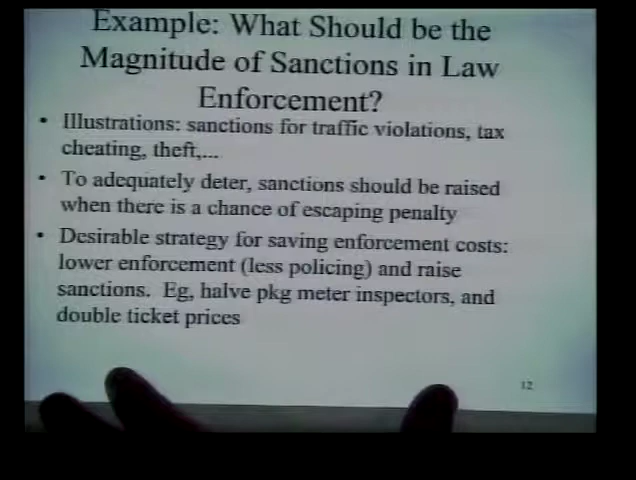 Example: What Should be the
Magnitude of Sanctions in Law
Enforcement?
• Illustrations: sanctions for traffic violations, tax
cheating, theft,...
• To adequately deter, sanctions should be raised
when there is a chance of escaping penalty
• Desirable strategy for saving enforcement costs:
lower enforcement (less policing) and raise
sanctions. Eg, halve pkg meter inspectors, and
double ticket prices
12